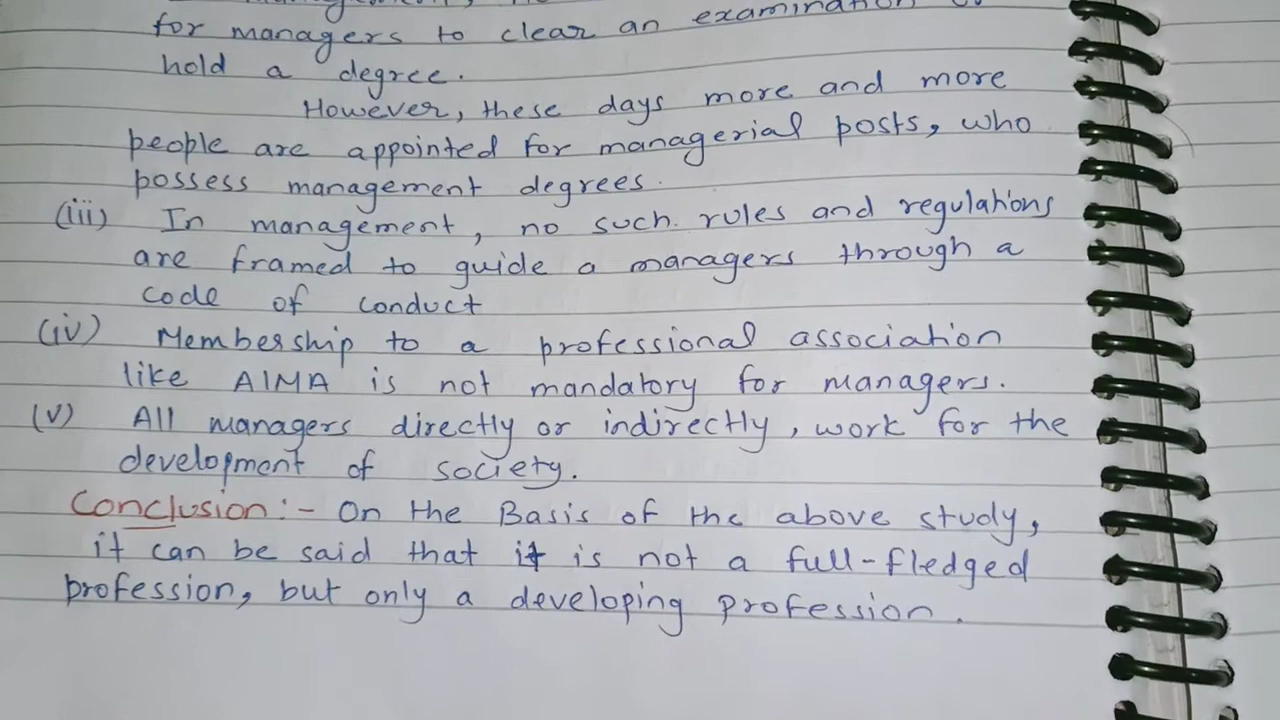 for managers to clear an examination
hold a degree.
However, these days more and more
people are appointed for managerial posts, who
possess management degrees.
(iii) In management, no such rules and regulations
are framed to guide a managers through a
code of conduct
(iv) Membership to a professional association
like AIMA is not mandatory for managers.
(v) All managers directly or indirectly, work for the
development of society.
Conclusion :- On the Basis of the above study,
it can be said that it is not a full-fledged
profession, but only a developing profession.